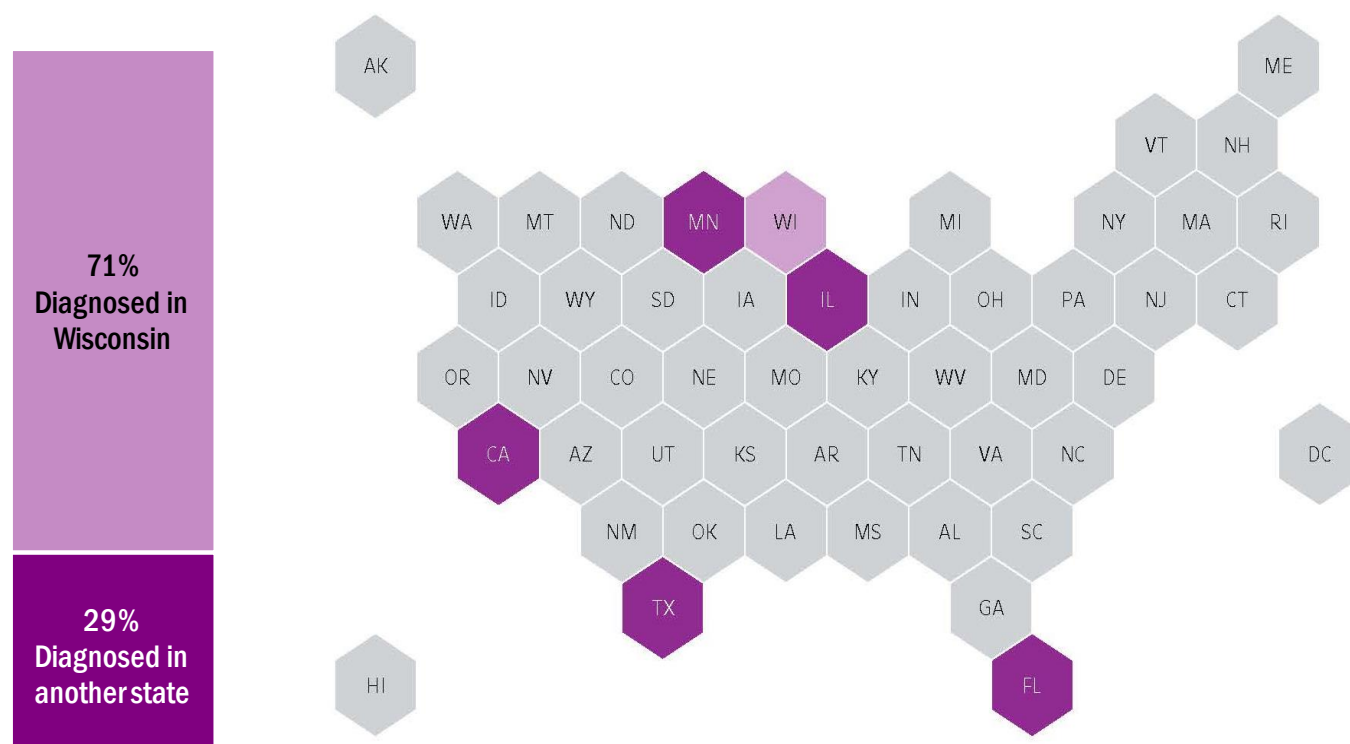 71%
Diagnosed in
Wisconsin
29%
Diagnosed in
another state
AK
ME
VT NH
WA MT ND MN WI MI NY MA RI
ID WY SD IA IL IN OH PA NJ CT
OR NV CO NE MO KY WV MD DE
CA AZ UT KS AR TN VA NC DC
NM OK LA MS AL SC
TX GA
HI FL